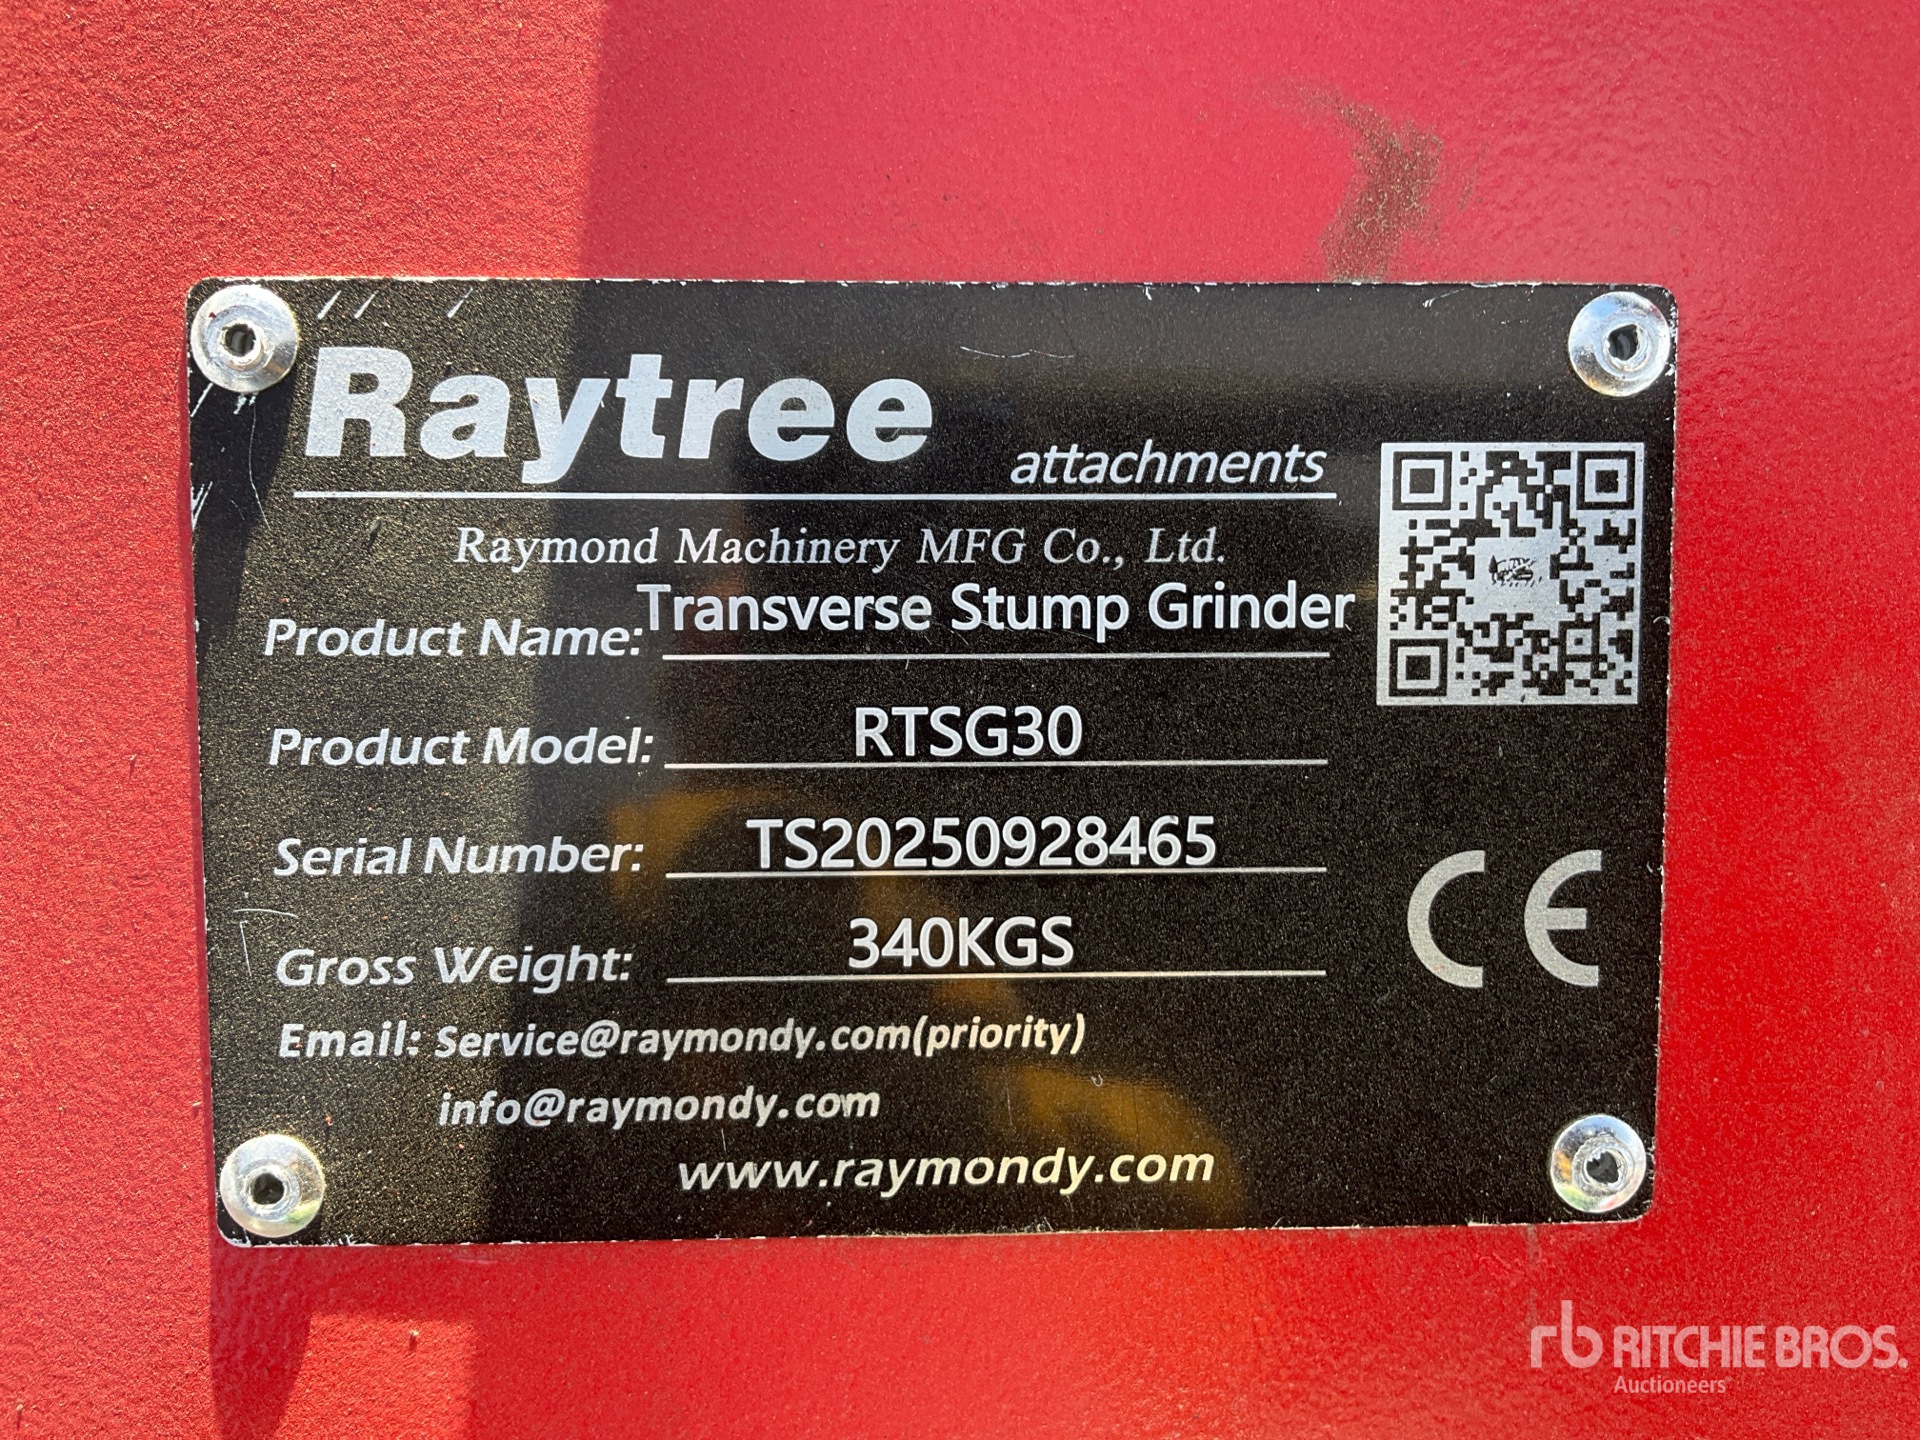 Raytree
attachments
Raymond Machinery MFG Co., Ltd.
Product Name: Transverse Stump Grinder
Product Model: RTSG30
Serial Number: TS20250928465
Gross Weight: 340KGS
Email: Service@raymondy.com(priority)
info@raymondy.com
www.raymondy.com
CE
rb RITCHIE BROS.
Auctioneers